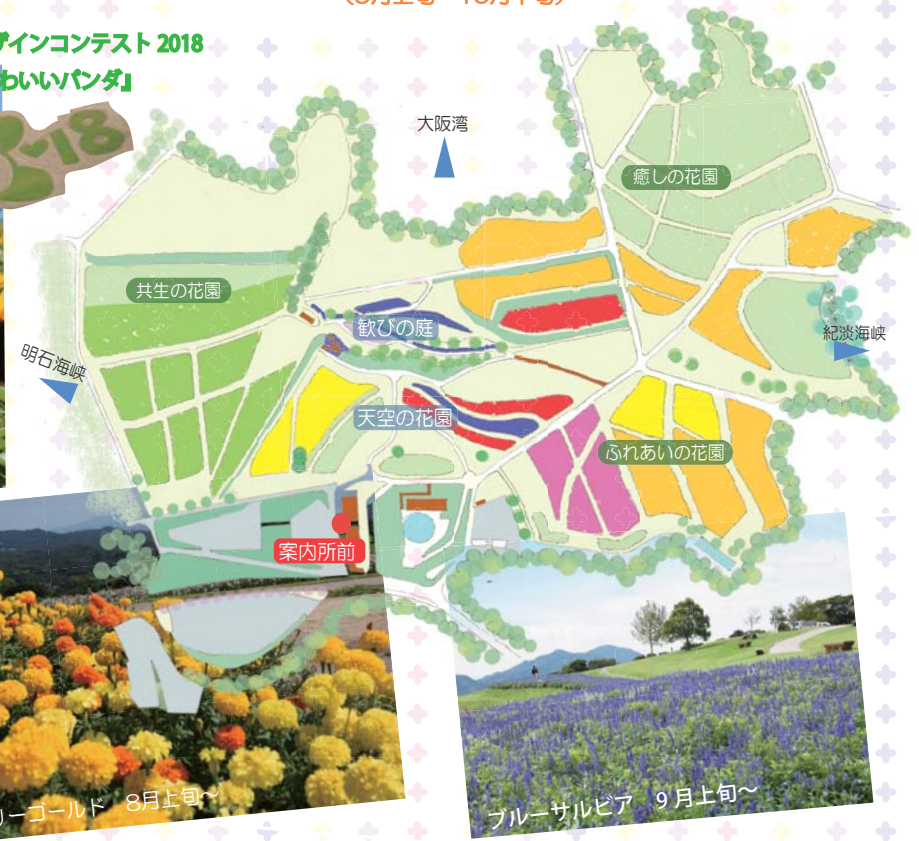 ザインコンテスト 2018
わいいパンダ』
大阪湾
癒しの花園
共生の花園
歓びの庭
紀淡海峡
明石海峡
天空の花園
ふれあいの花園
案内所前
リーゴールド 8月上旬~
ブルーサルビア 9月上旬~